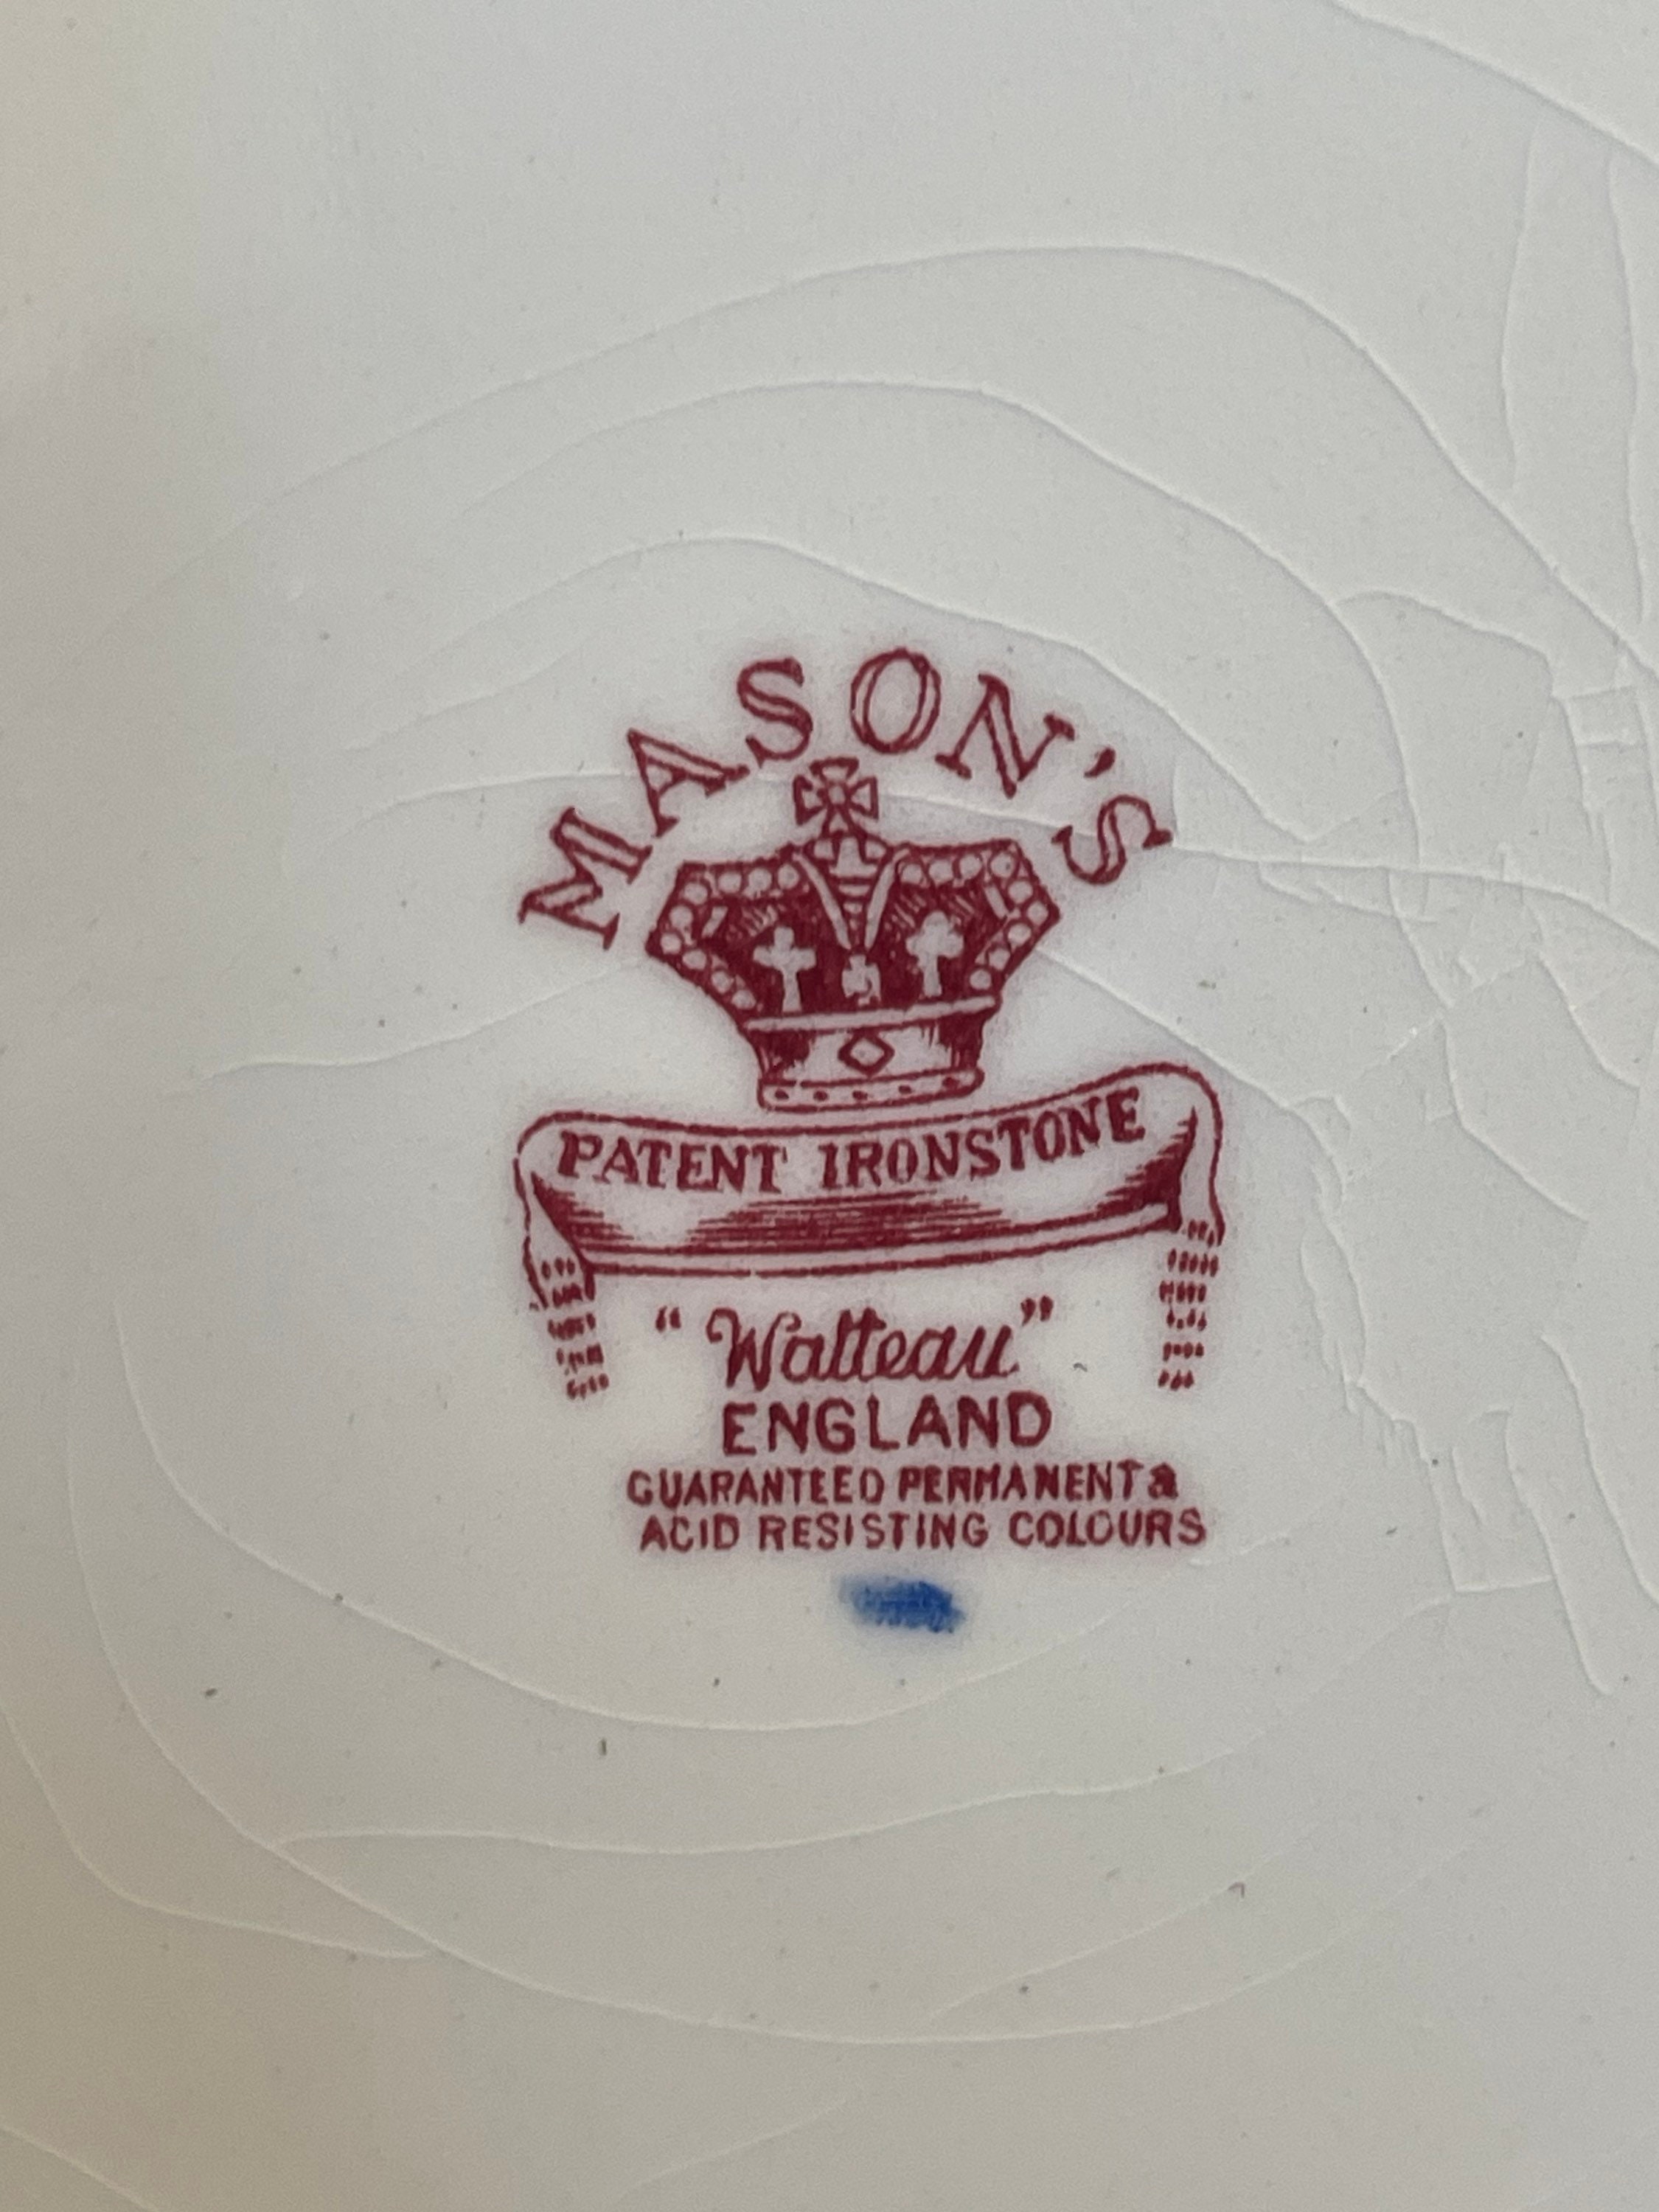 MASON'S
PATENT IRONSTONE
"Watteau"
ENGLAND
GUARANTEED PERMANENT &
ACID RESISTING COLOURS